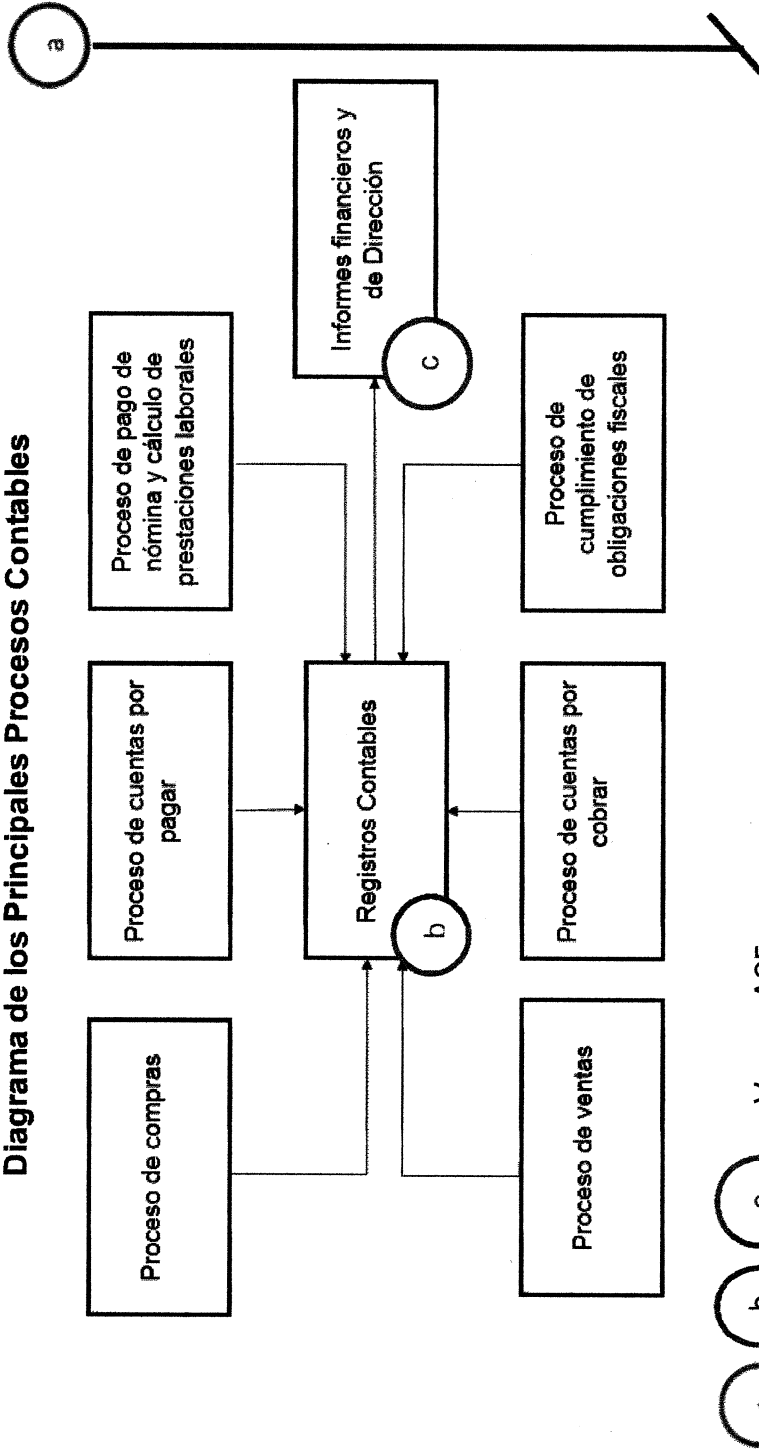 Diagrama de los Principales Procesos Contables
a
Proceso de compras
Proceso de cuentas por
pagar
Proceso de pago de
nómina y cálculo de
prestaciones laborales
Registros Contables
b
Informes financieros y
de Dirección
c
Proceso de ventas
Proceso de cuentas por
cobrar
Proceso de
cumplimiento de
obligaciones fiscales